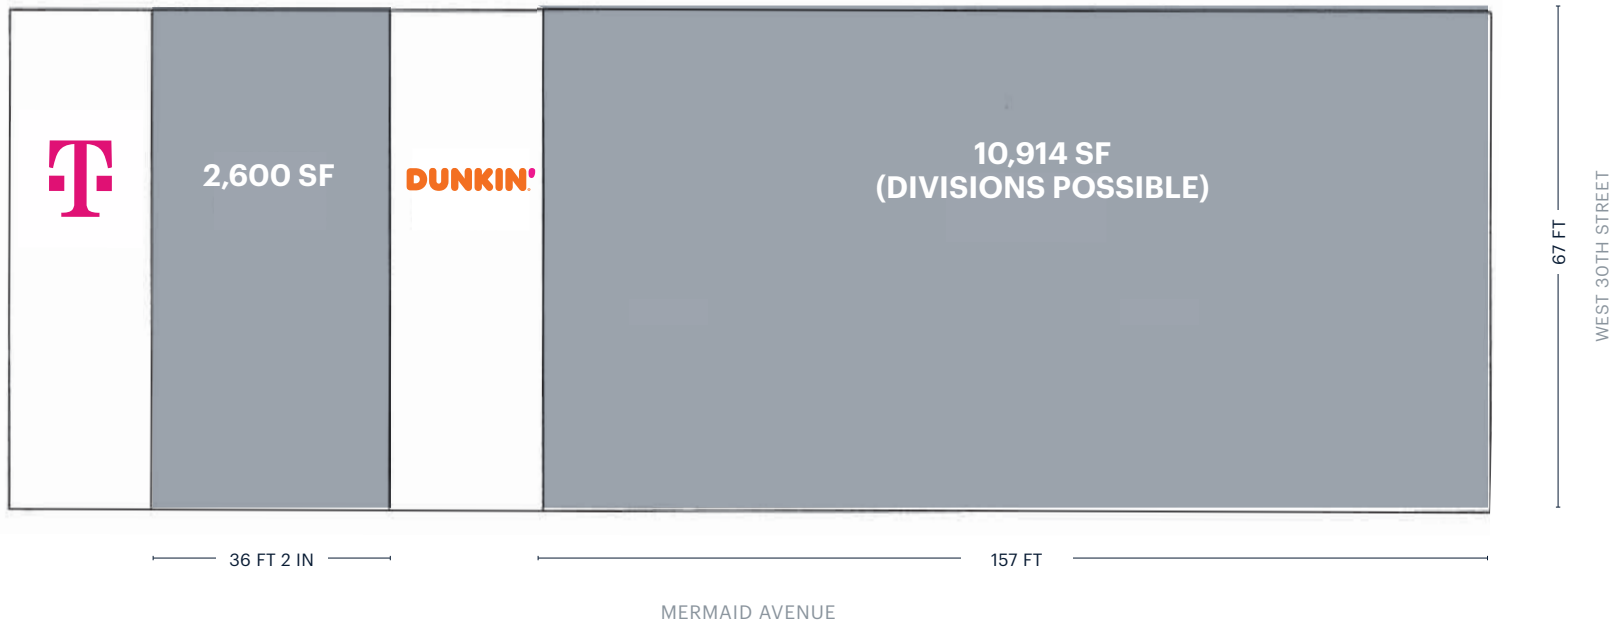 T
2,600 SF
DUNKIN'
10,914 SF
(DIVISIONS POSSIBLE)
67 FT
WEST 30TH STREET
36 FT 2 IN
157 FT
MERMAID AVENUE